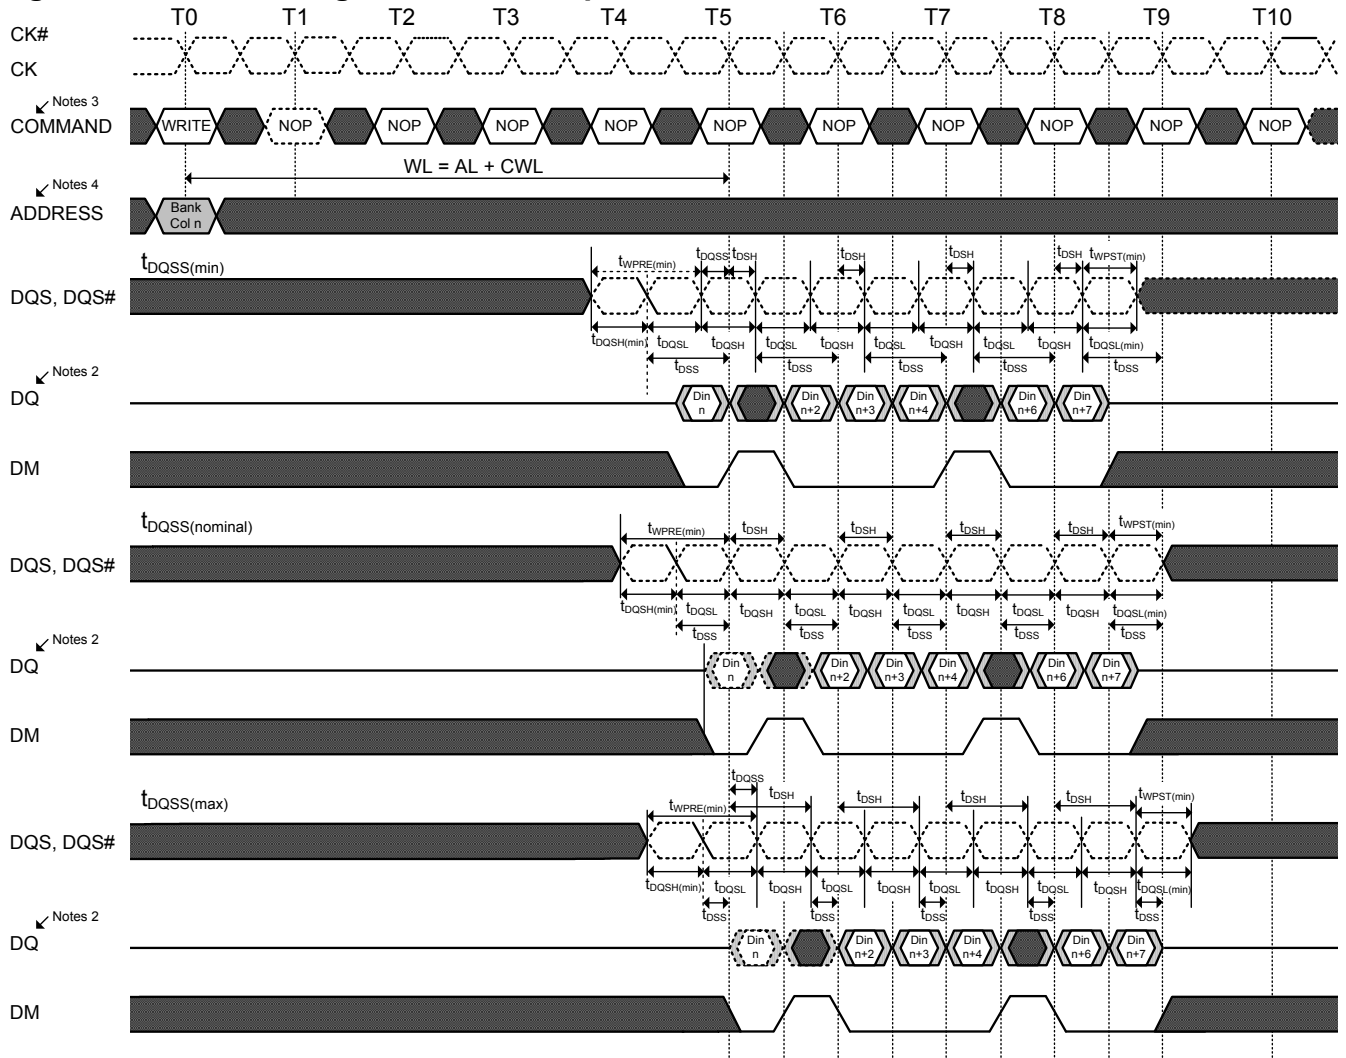 T0 T1 T2 T3 T4 T5 T6 T7 T8 T9 T10
CK#
CK
Notes 3
COMMAND WRITE NOP NOP NOP NOP NOP NOP NOP NOP NOP NOP
WL = AL + CWL
Notes 4
ADDRESS Bank Col n
tDQSS(min) tWPRE(min) tDQSS tDSH tDSH tDSH tDSH tWPST(min)
DQS, DQS#
tDQSH(min) tDQSL tDQSH tDQSL tDQSH tDQSL tDQSH tDQSL tDQSH tDQSL(min)
tDSS tDSS tDSS tDSS tDSS
Notes 2
DQ Din n Din n+2 Din n+3 Din n+4 Din n+6 Din n+7
DM
tDQSS(nominal) tWPRE(min) tDSH tDSH tDSH tDSH tWPST(min)
DQS, DQS#
tDQSH(min) tDQSL tDQSH tDQSL tDQSH tDQSL tDQSH tDQSL tDQSH tDQSL(min)
tDSS tDSS tDSS tDSS tDSS
Notes 2
DQ Din n Din n+2 Din n+3 Din n+4 Din n+6 Din n+7
DM
tDQSS
tDQSS(max) tWPRE(min) tDSH tDSH tDSH tDSH tWPST(min)
DQS, DQS#
tDQSH(min) tDQSL tDQSH tDQSL tDQSH tDQSL tDQSH tDQSL tDQSH tDQSL(min)
tDSS tDSS tDSS tDSS tDSS
Notes 2
DQ Din n Din n+2 Din n+3 Din n+4 Din n+6 Din n+7
DM